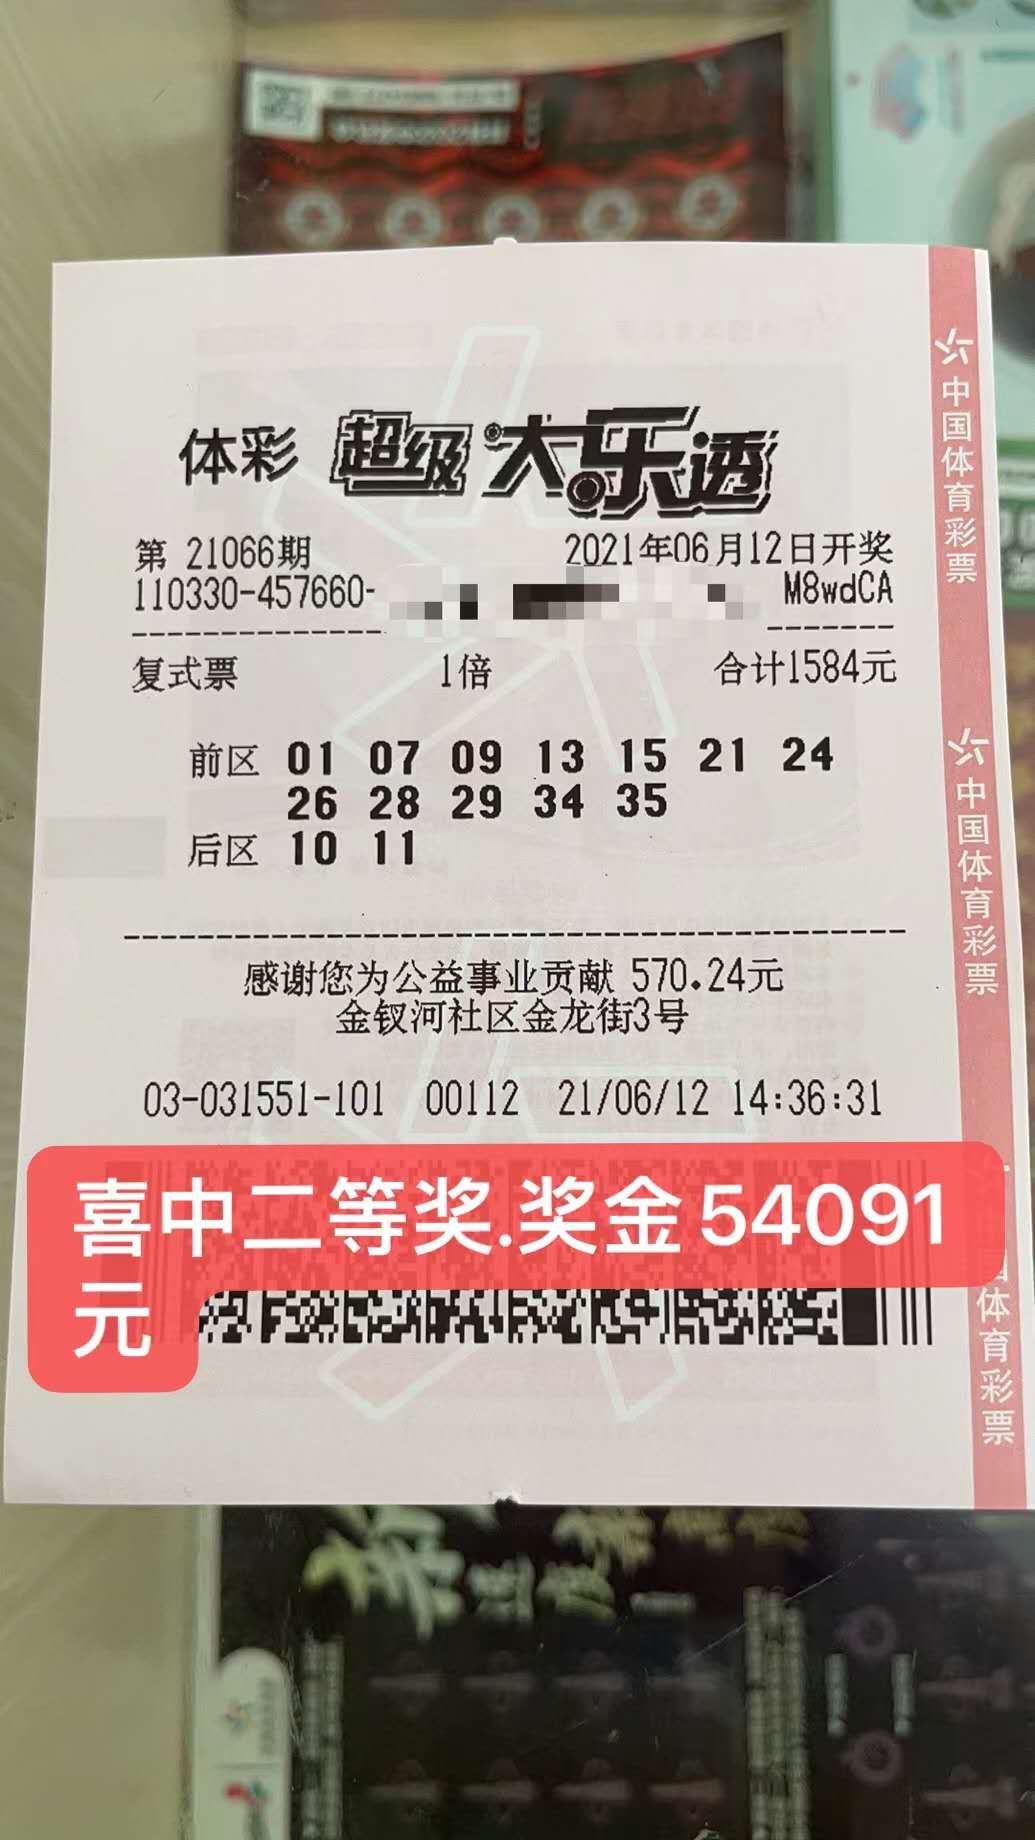 体彩 超级大乐透
第 21066期 2021年06月12日开奖
110330-457660- M8wdCA
复式票 1倍 合计1584元
前区 01 07 09 13 15 21 24
26 28 29 34 35
后区 10 11
感谢您为公益事业贡献 570.24元
金钗河社区金龙街3号
03-031551-101 00112 21/06/12 14:36:31
喜中二等奖.奖金54091
元
中国体育彩票
中国体育彩票
体育彩票